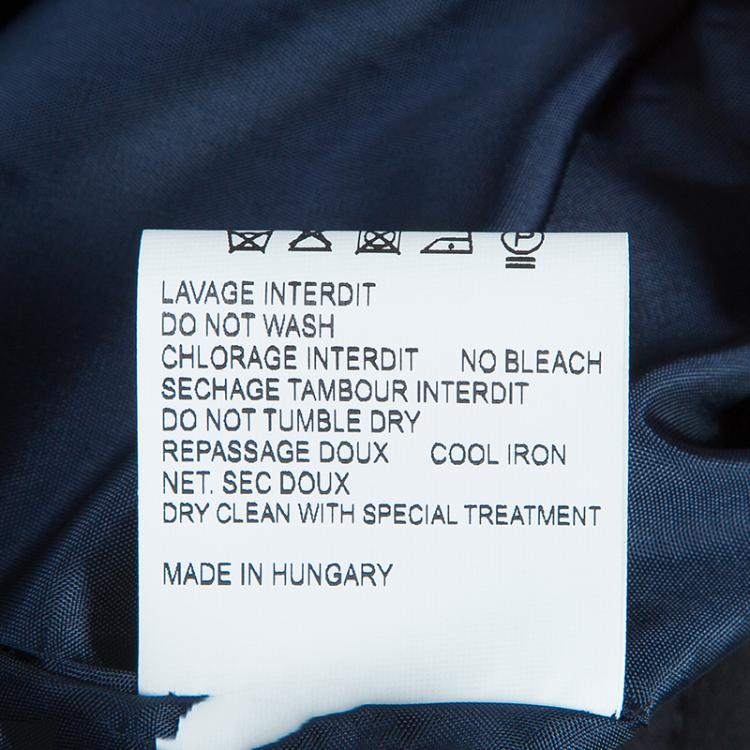 P
LAVAGE INTERDIT
DO NOT WASH
CHLORAGE INTERDIT NO BLEACH
SECHAGE TAMBOUR INTERDIT
DO NOT TUMBLE DRY
REPASSAGE DOUX COOL IRON
NET. SEC DOUX
DRY CLEAN WITH SPECIAL TREATMENT
MADE IN HUNGARY